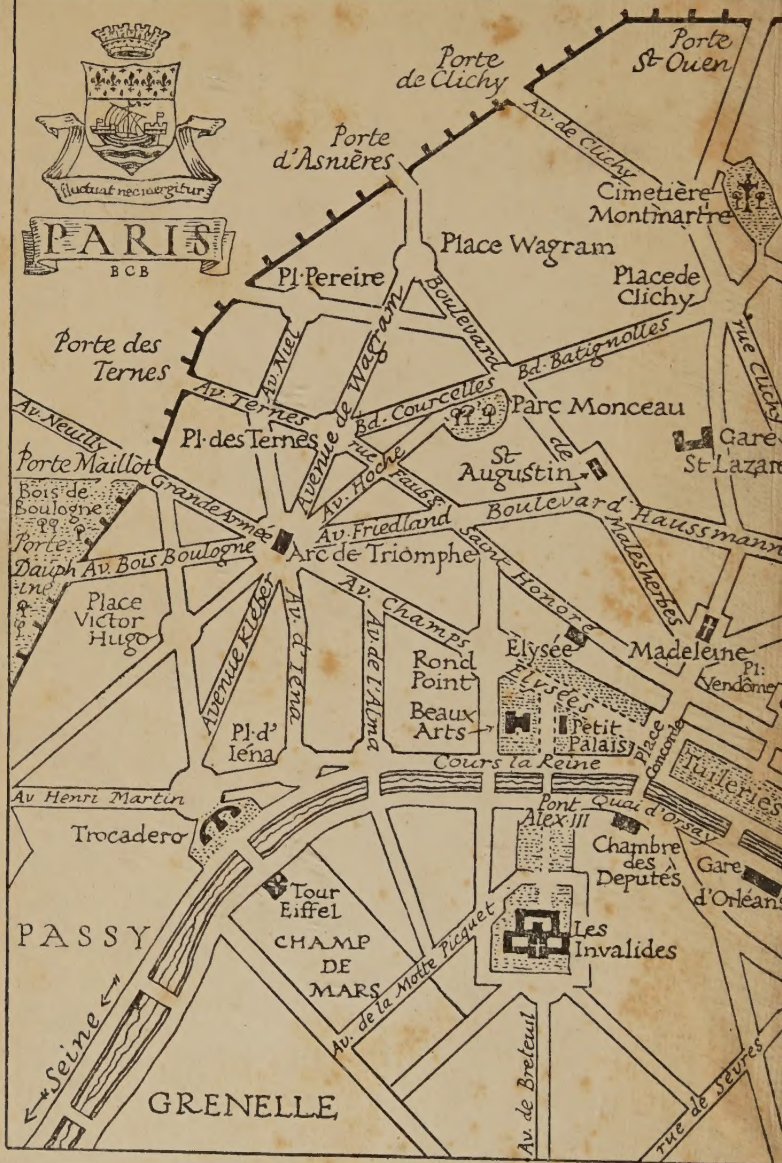 fluctuat nec mergitur
PARIS
BCB
Porte
St Ouen
Porte
de Clichy
Av. de Clichy
Porte
d'Asnières
Cimetière
Montmartre
Place Wagram
Pl. Pereire
Place de
Clichy
Boulevard
Bd. Batignolles
rue Clichy
Porte des
Ternes
Av. Niel
Avenue de Wagram
Av. Ternes
Bd. Courcelles
Parc Monceau
Av. Neuilly
Pl. des Ternes
rue
Faubg.
Av. Hoche
St
Augustin
de
Gare
St Lazare
Porte Maillot
Grande Armée
Bois de
Boulogne
Av. Friedland
Boulevard Haussmann
Porte
Dauph
ine
Av. Bois Boulogne
Arc de Triomphe
Saint Honoré
Malesherbes
Place
Victor
Hugo
Avenue Kléber
Av. d'Iena
Av. de l'Alma
Av. Champs
Elysées
Elysée
Madeleine
Pl:
Vendôme
Rond
Point
Beaux
Arts
Petit
Palais
Place
Concorde
Pl. d'
Iéna
Cours la Reine
Tuileries
Av Henri Martin
Pont
Alex. III
Quai d'Orsay
Trocadero
Chambre
des
Deputès
Gare
d'Orléans
Tour
Eiffel
PASSY
CHAMP
DE
MARS
Av. de la Motte Picquet
Les
Invalides
Seine
GRENELLE
Av. de Breteuil
rue de Sèvres